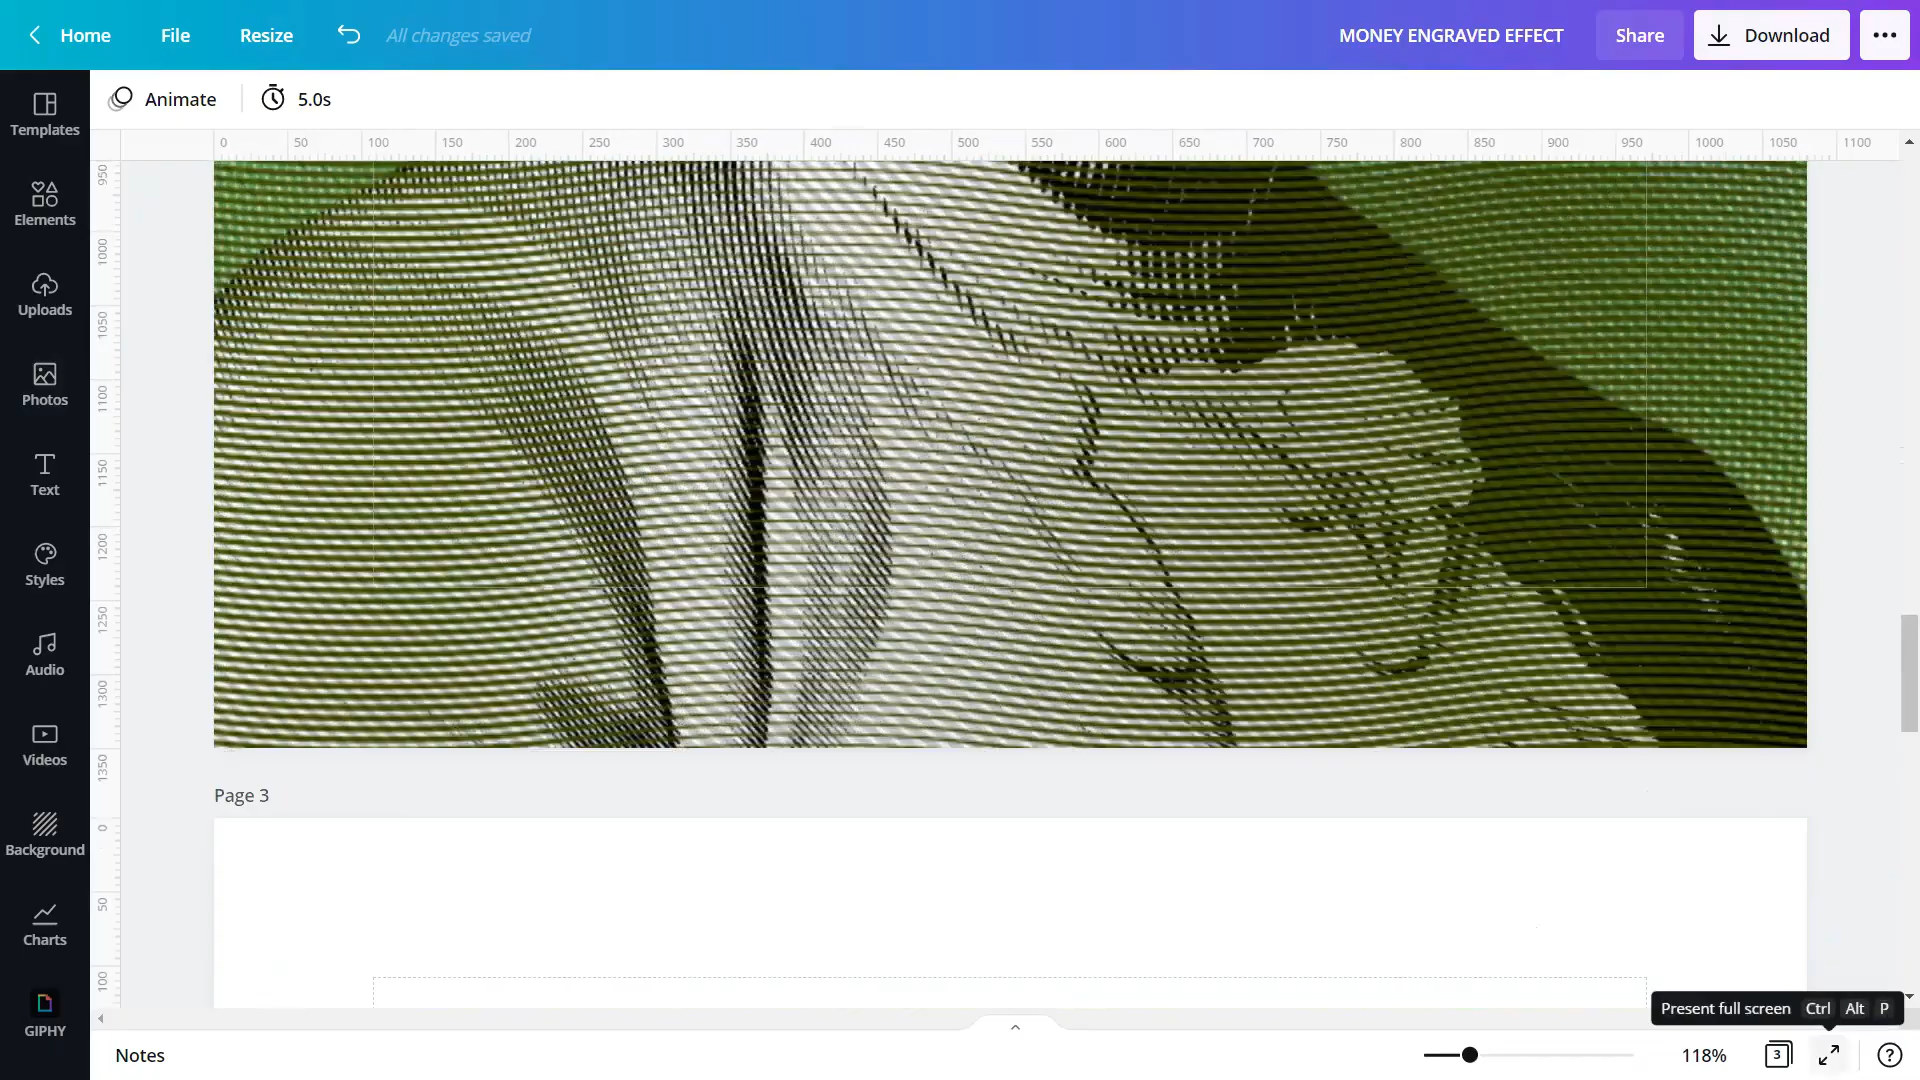 Home File Resize All changes saved MONEY ENGRAVED EFFECT Share Download
Animate 5.0s
Templates
Elements
Uploads
Photos
Text
Styles
Audio
Videos
Background
Charts
GIPHY
0 50 100 150 200 250 300 350 400 450 500 550 600 650 700 750 800 850 900 950 1000 1050 1100
950
1000
1050
1100
1150
1200
1250
1300
1350
0
50
100
Page 3
Present full screen Ctrl Alt P
Notes 118% 3 ?